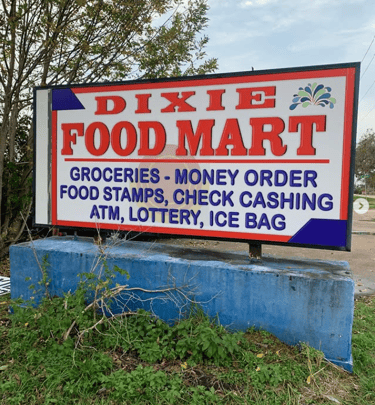 DIXIE
FOOD MART
GROCERIES - MONEY ORDER
FOOD STAMPS, CHECK CASHING
ATM, LOTTERY, ICE BAG